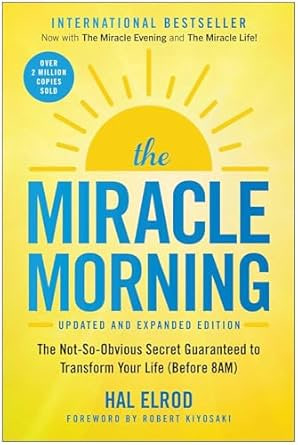 INTERNATIONAL BESTSELLER
Now with The Miracle Evening and The Miracle Life!
OVER
2 MILLION
COPIES
SOLD
the
MIRACLE
MORNING
UPDATED AND EXPANDED EDITION
The Not-So-Obvious Secret Guaranteed to
Transform Your Life (Before 8AM)
HAL ELROD
FOREWORD BY ROBERT KIYOSAKI